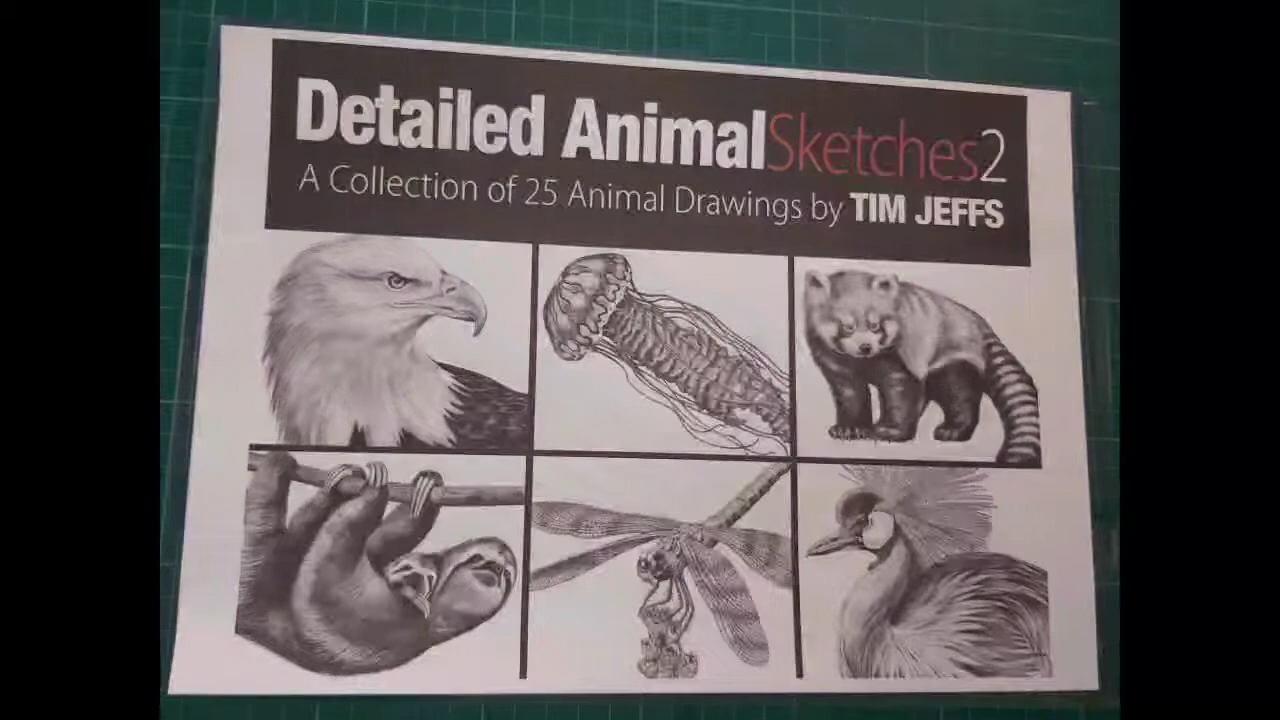 Detailed AnimalSketches2
A Collection of 25 Animal Drawings by TIM JEFFS